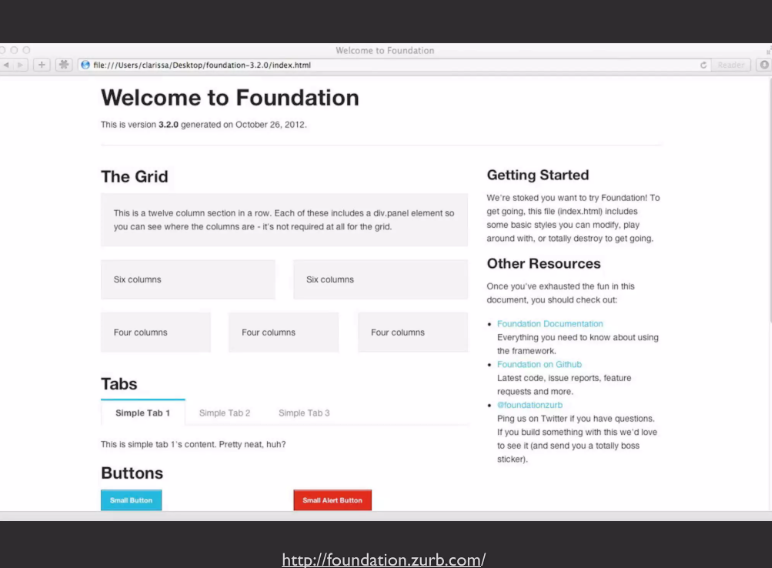 Welcome to Foundation
file:///Users/clarissa/Desktop/foundation-3.2.0/index.html
Reader
Welcome to Foundation
This is version 3.2.0 generated on October 26, 2012.
The Grid
This is a twelve column section in a row. Each of these includes a div.panel element so
you can see where the columns are - it's not required at all for the grid.
Six columns
Six columns
Four columns
Four columns
Four columns
Tabs
Simple Tab 1
Simple Tab 2
Simple Tab 3
This is simple tab 1's content. Pretty neat, huh?
Buttons
Small Button
Small Alert Button
Getting Started
We're stoked you want to try Foundation! To
get going, this file (index.html) includes
some basic styles you can modify, play
around with, or totally destroy to get going.
Other Resources
Once you've exhausted the fun in this
document, you should check out:
Foundation Documentation
Everything you need to know about using
the framework.
Foundation on Github
Latest code, issue reports, feature
requests and more.
@foundationzurb
Ping us on Twitter if you have questions.
If you build something with this we'd love
to see it (and send you a totally boss
sticker).
http://foundation.zurb.com/